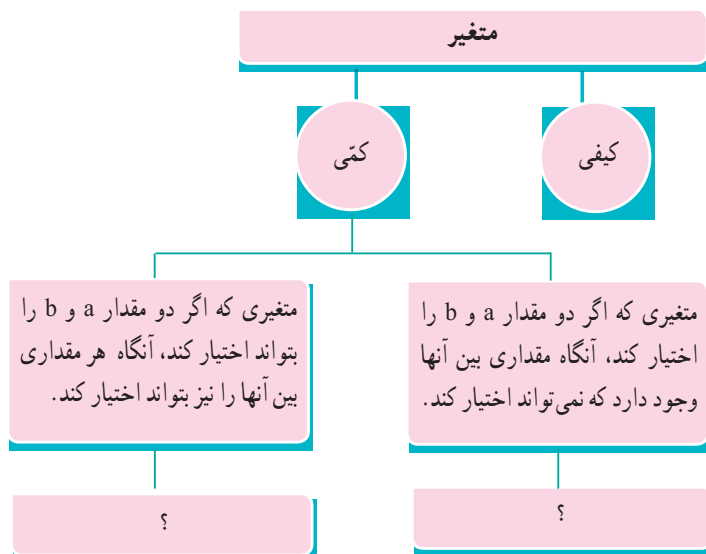 متغیر
کیفی
کمّی
متغیری که اگر دو مقدار a و b را
اختیار کند، آنگاه مقداری بین آنها
وجود دارد که نمی‌تواند اختیار کند.
متغیری که اگر دو مقدار a و b را
بتواند اختیار کند، آنگاه هر مقداری
بین آنها را نیز بتواند اختیار کند.
؟
؟